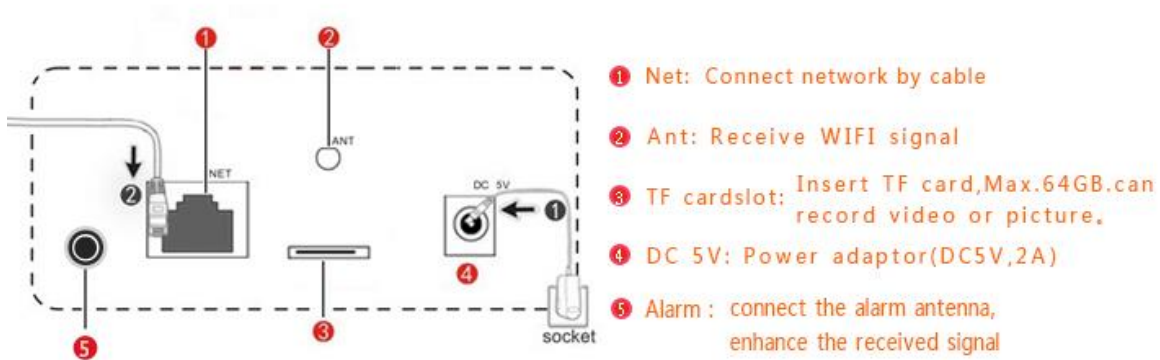 1
2
ANT
NET
2
DC 5V
1
4
3
5
socket
1 Net: Connect network by cable
2 Ant: Receive WIFI signal
3 TF cardslot: Insert TF card,Max.64GB.can
record video or picture。
4 DC 5V: Power adaptor(DC5V,2A)
5 Alarm : connect the alarm antenna,
enhance the received signal